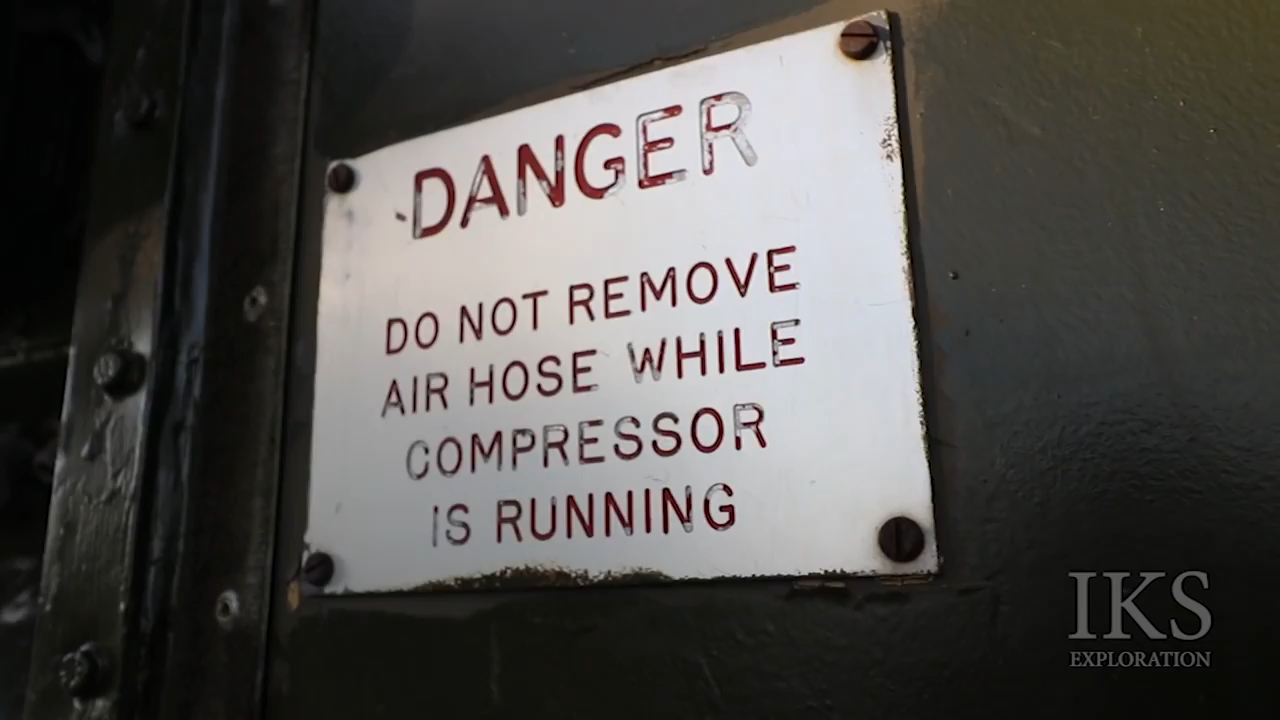 DANGER
DO NOT REMOVE
AIR HOSE WHILE
COMPRESSOR
IS RUNNING
IKS
EXPLORATION